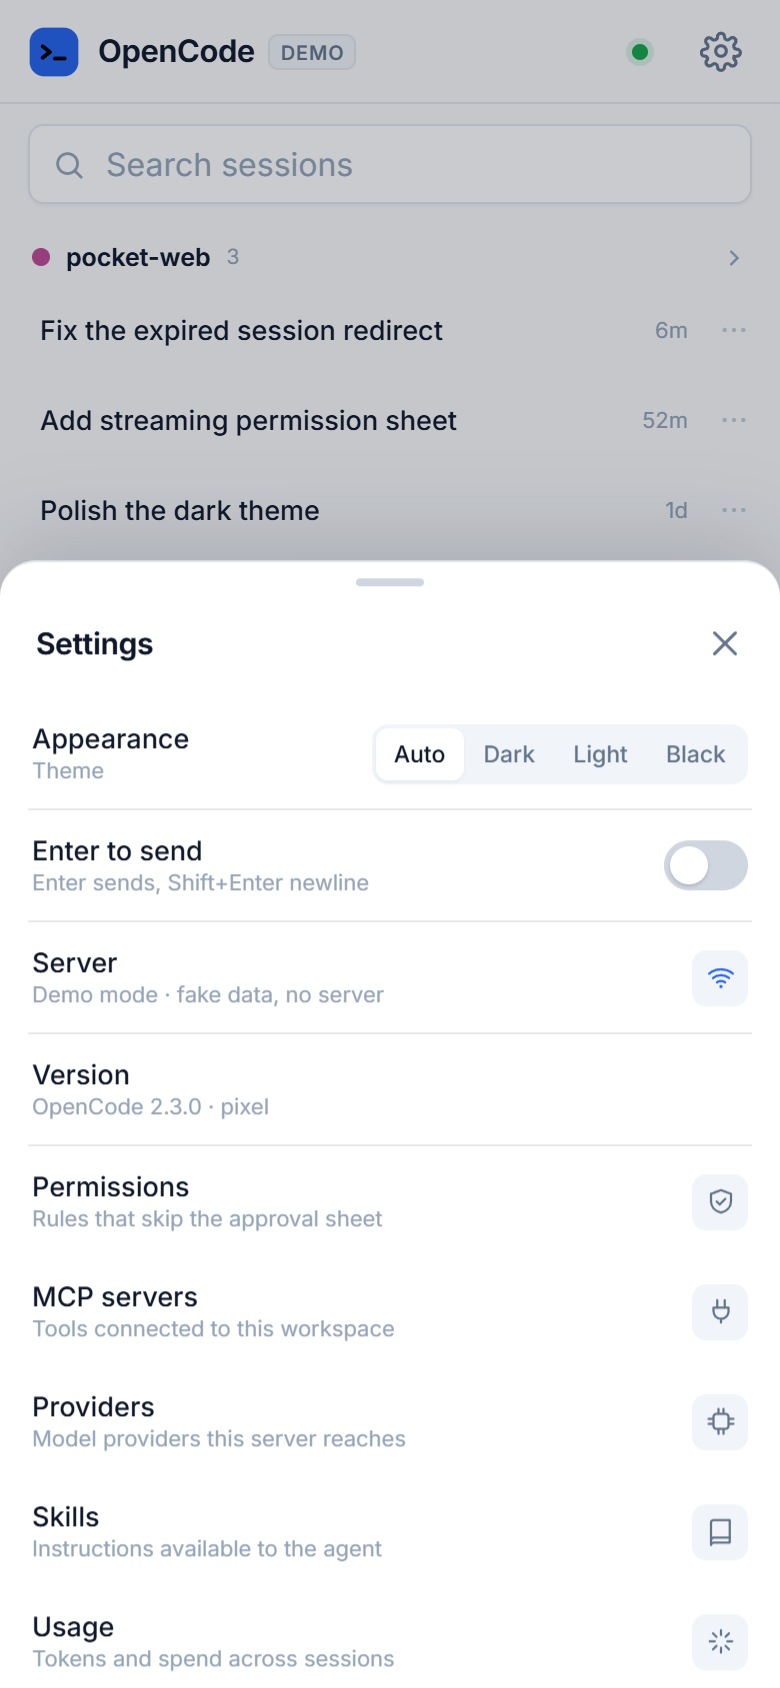 OpenCode DEMO
Search sessions
pocket-web 3
Fix the expired session redirect 6m
Add streaming permission sheet 52m
Polish the dark theme 1d
Settings
Appearance
Theme
Auto Dark Light Black
Enter to send
Enter sends, Shift+Enter newline
Server
Demo mode · fake data, no server
Version
OpenCode 2.3.0 · pixel
Permissions
Rules that skip the approval sheet
MCP servers
Tools connected to this workspace
Providers
Model providers this server reaches
Skills
Instructions available to the agent
Usage
Tokens and spend across sessions